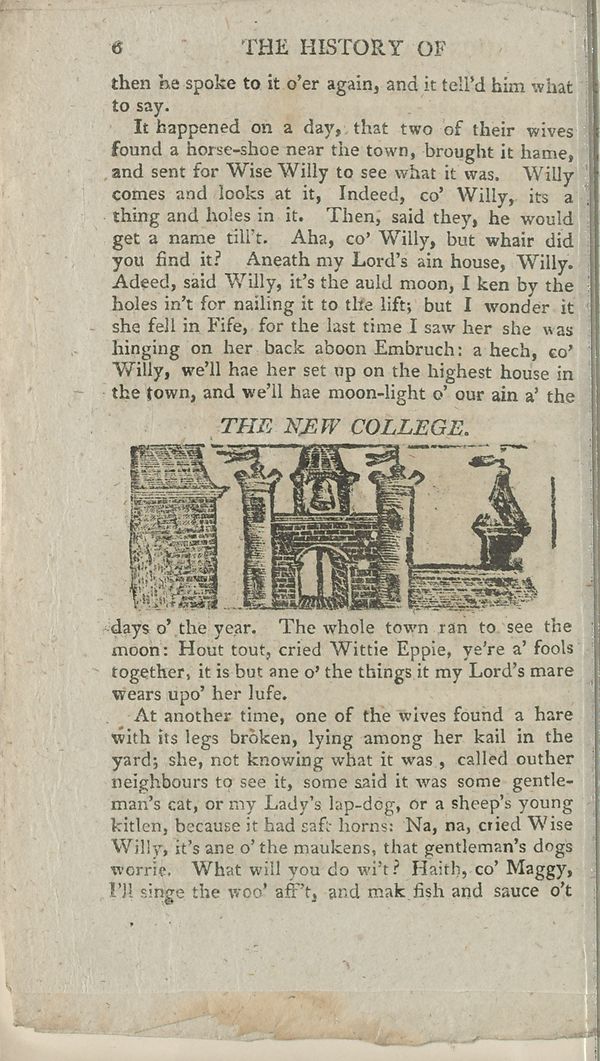 6 THE HISTORY OF
then he spoke to it o'er again, and it tell'd him what
to say.
It happened on a day, that two of their wives
found a horse-shoe near the town, brought it hame,
and sent for Wise Willy to see what it was. Willy
comes and looks at it, Indeed, co' Willy, its a
thing and holes in it. Then, said they, he would
get a name till't. Aha, co' Willy, but whair did
you find it? Aneath my Lord's ain house, Willy.
Adeed, said Willy, it's the auld moon, I ken by the
holes in't for nailing it to the lift; but I wonder it
she fell in Fife, for the last time I saw her she was
hinging on her back aboon Embruch: a hech, co'
Willy, we'll hae her set up on the highest house in
the town, and we'll hae moon-light o' our ain a' the
THE NEW COLLEGE.
days o' the year. The whole town ran to see the
moon: Hout tout, cried Wittie Eppie, ye're a' fools
together, it is but ane o' the things it my Lord's mare
wears upo' her lufe.
At another time, one of the wives found a hare
with its legs broken, lying among her kail in the
yard; she, not knowing what it was, called outher
neighbours to see it, some said it was some gentle-
man's cat, or my Lady's lap-dog, or a sheep's young
kitlen, because it had saft horns: Na, na, cried Wise
Willy, it's ane o' the maukens, that gentleman's dogs
worrie. What will you do wi't? Haith, co' Maggy,
I'll singe the woo' aff't, and mak fish and sauce o't